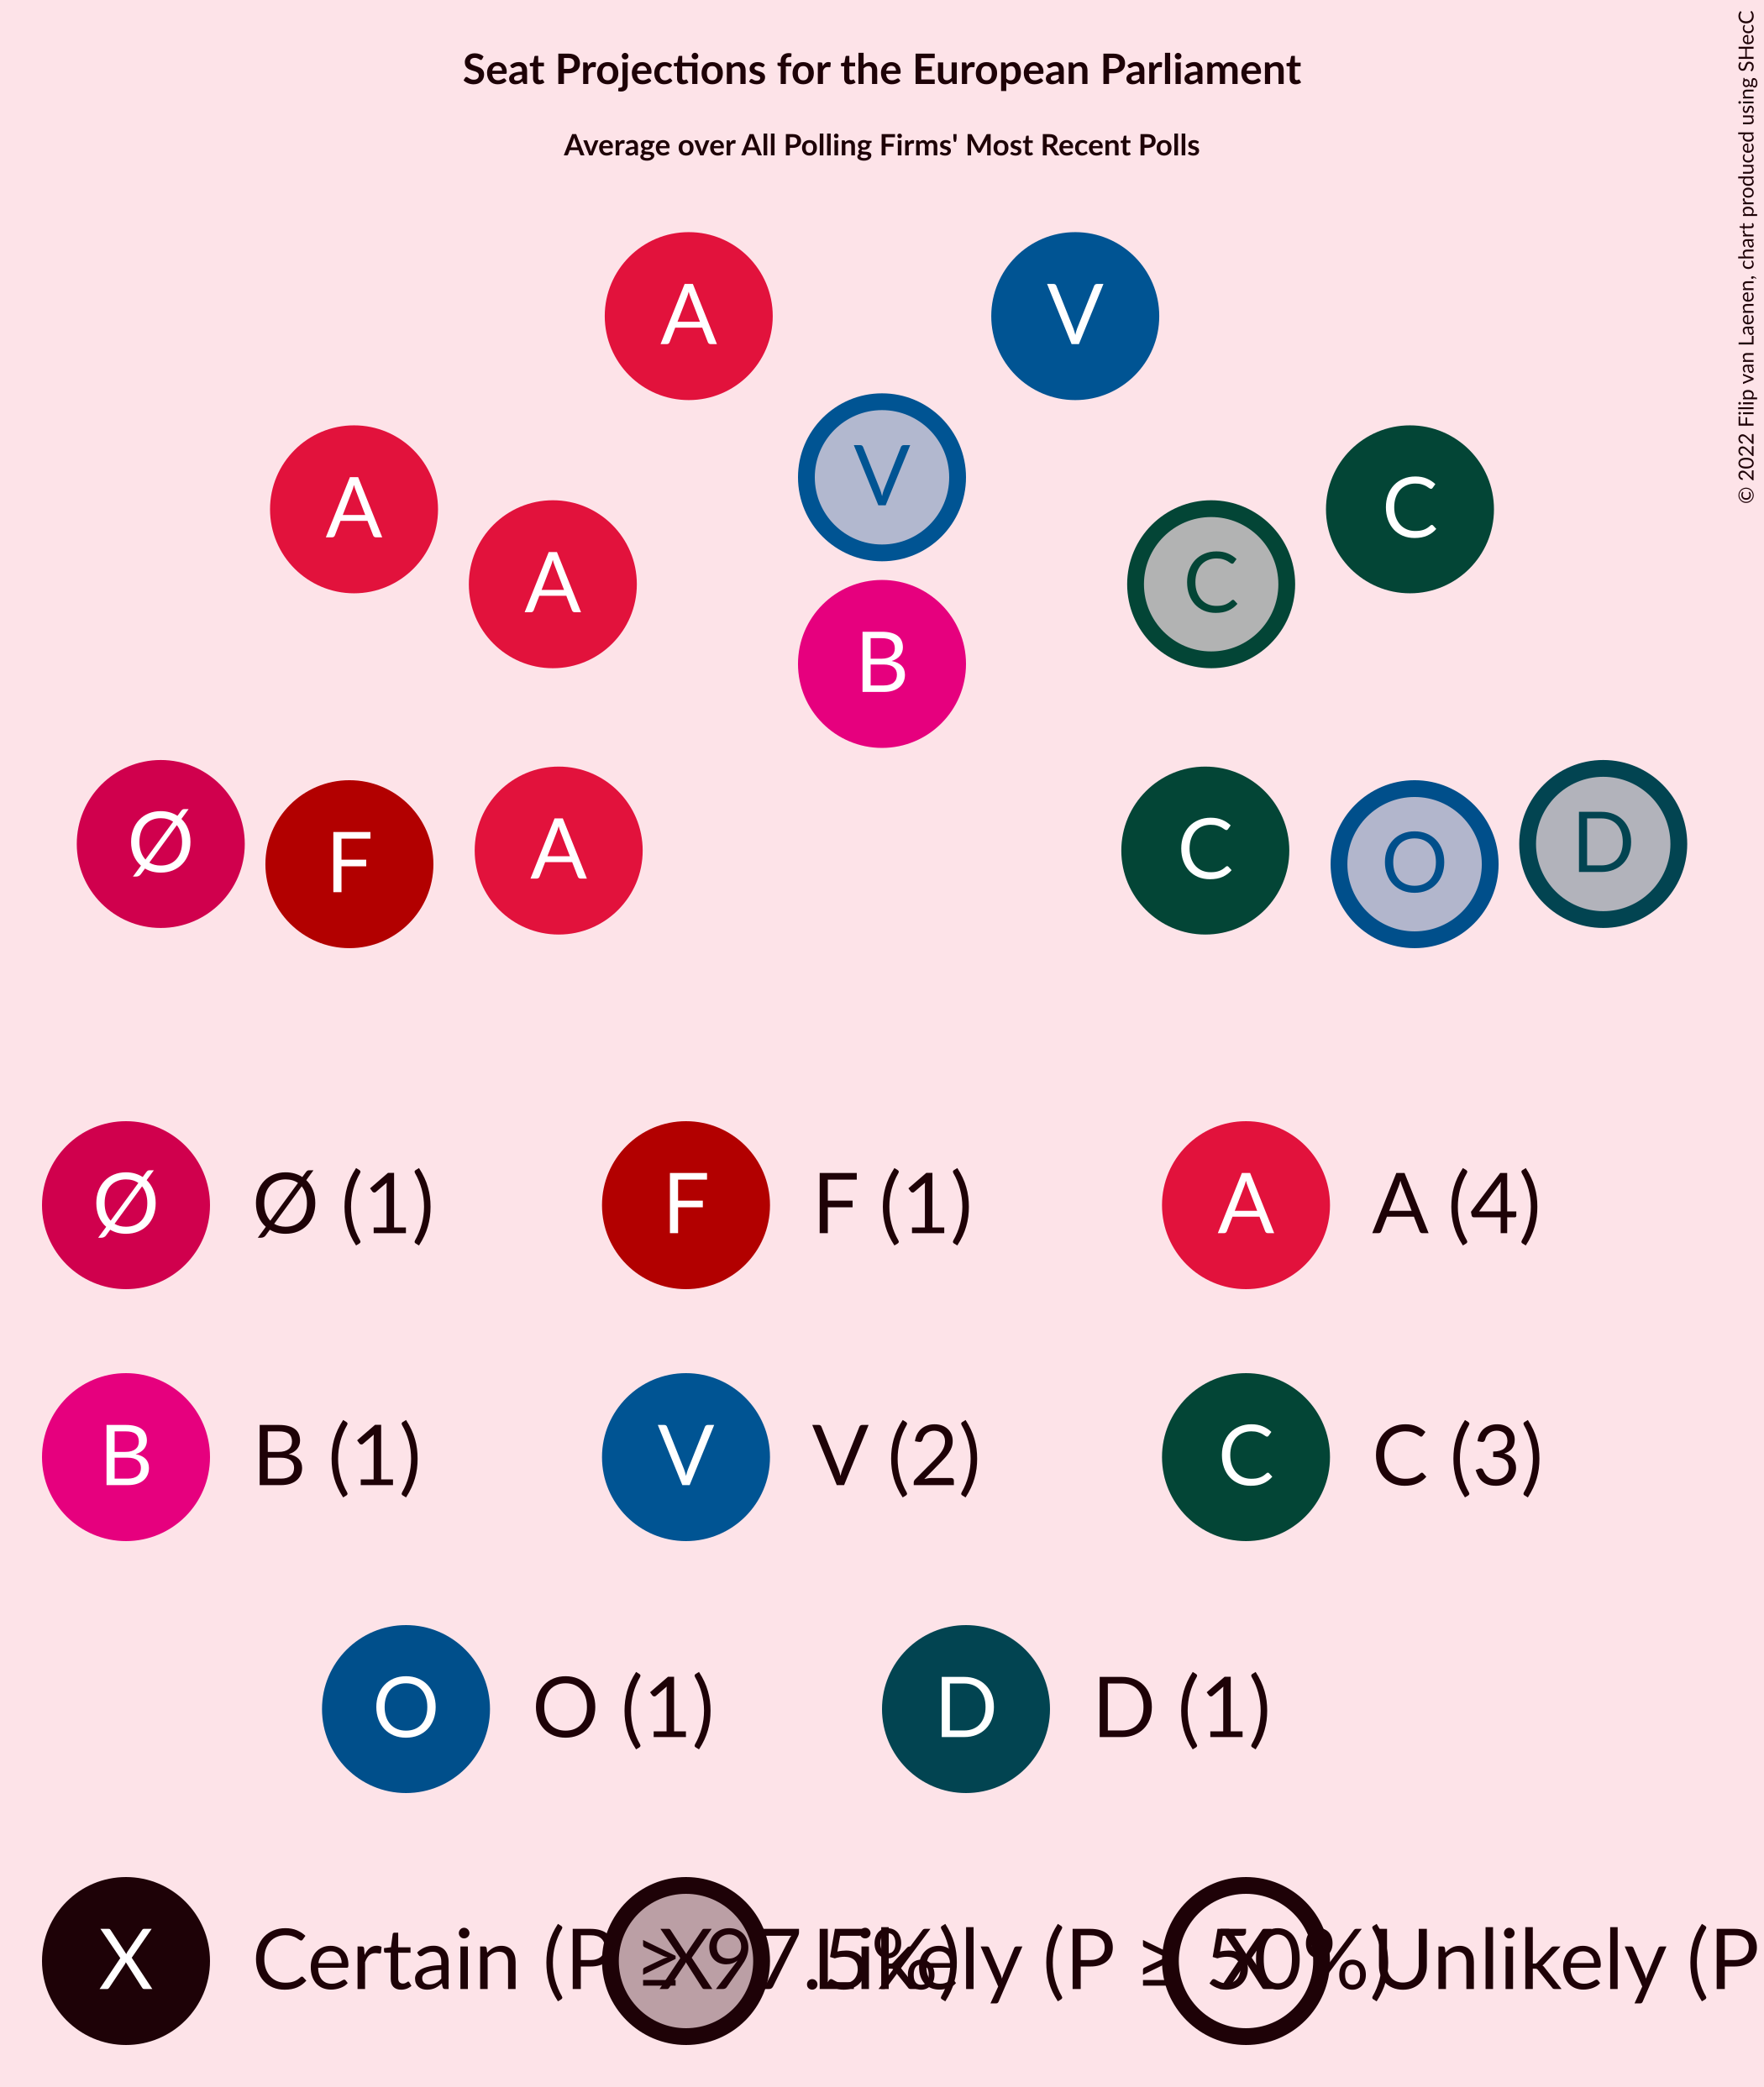 Seat Projections for the European Parliament
Average over All Polling Firms' Most Recent Polls
© 2022 Filip van Laenen, chart produced using SHecC
A V
V
A C
A C
B
Ø D
A C
F O
Ø Ø (1) F F (1) A A (4)
B B (1) V V (2) C C (3)
O O (1) D D (1)
X Certain (P ≥ 97.5%) X Likely (P ≥ 50%) X Unlikely (P